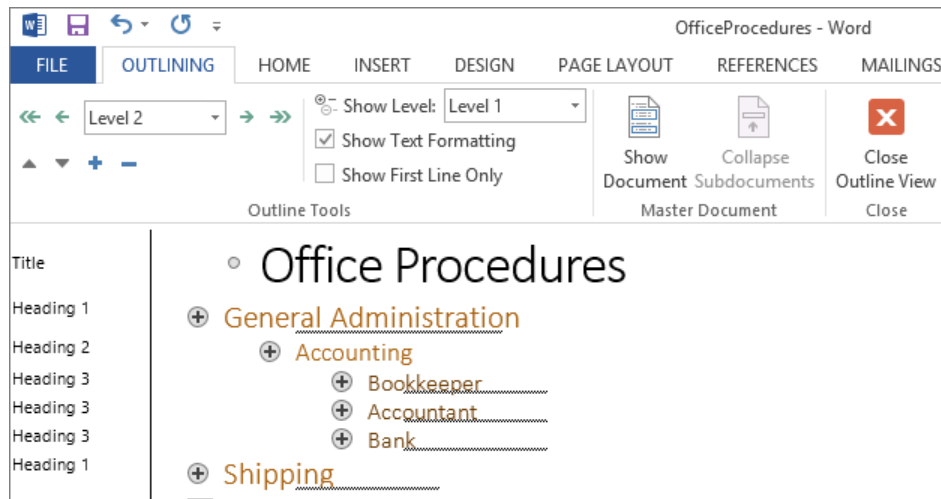 OfficeProcedures - Word
FILE OUTLINING HOME INSERT DESIGN PAGE LAYOUT REFERENCES MAILINGS
Level 2 Show Level: Level 1
Show Text Formatting
Show First Line Only
Show Document
Collapse Subdocuments
Close Outline View
Outline Tools Master Document Close
Title Office Procedures
Heading 1 General Administration
Heading 2 Accounting
Heading 3 Bookkeeper
Heading 3 Accountant
Heading 3 Bank
Heading 1 Shipping